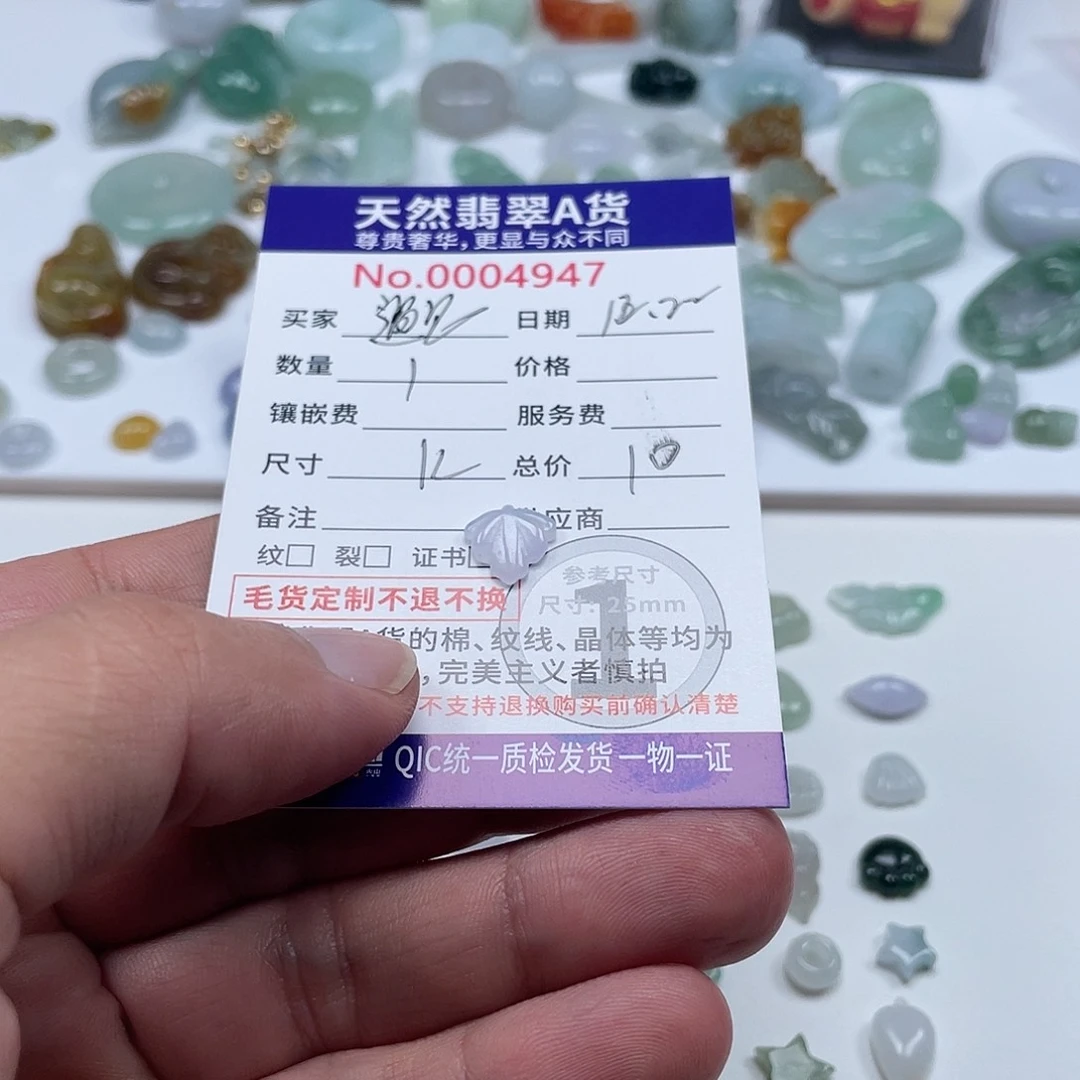 天然翡翠A货
尊贵奢华,更显与众不同
No.0004947
买家 日期
数量 1 价格
镶嵌费 服务费
尺寸 12 总价 10
备注 应商
纹□ 裂□ 证书
毛货定制不退不换
参考尺寸
尺寸: 25mm
1
货的棉、纹线、晶体等均为
,完美主义者慎拍
不支持退换购买前确认清楚
QIC统一质检发货一物一证